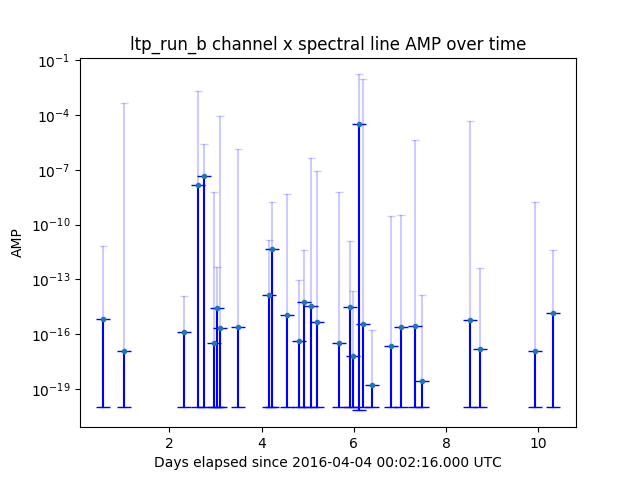 ltp_run_b channel x spectral line AMP over time
AMP
10⁻¹
10⁻⁴
10⁻⁷
10⁻¹⁰
10⁻¹³
10⁻¹⁶
10⁻¹⁹
2 4 6 8 10
Days elapsed since 2016-04-04 00:02:16.000 UTC